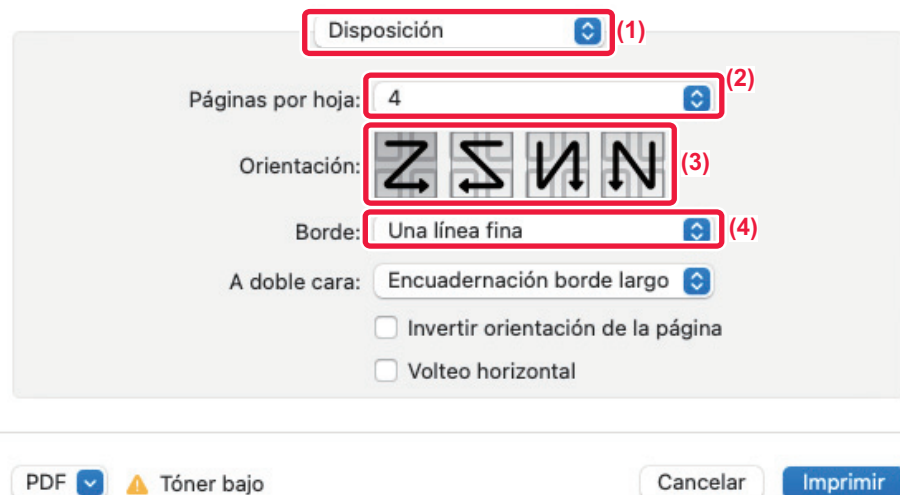 Disposición (1)
Páginas por hoja: 4 (2)
Orientación: (3)
Borde: Una línea fina (4)
A doble cara: Encuadernación borde largo
Invertir orientación de la página
Volteo horizontal
PDF Tóner bajo Cancelar Imprimir